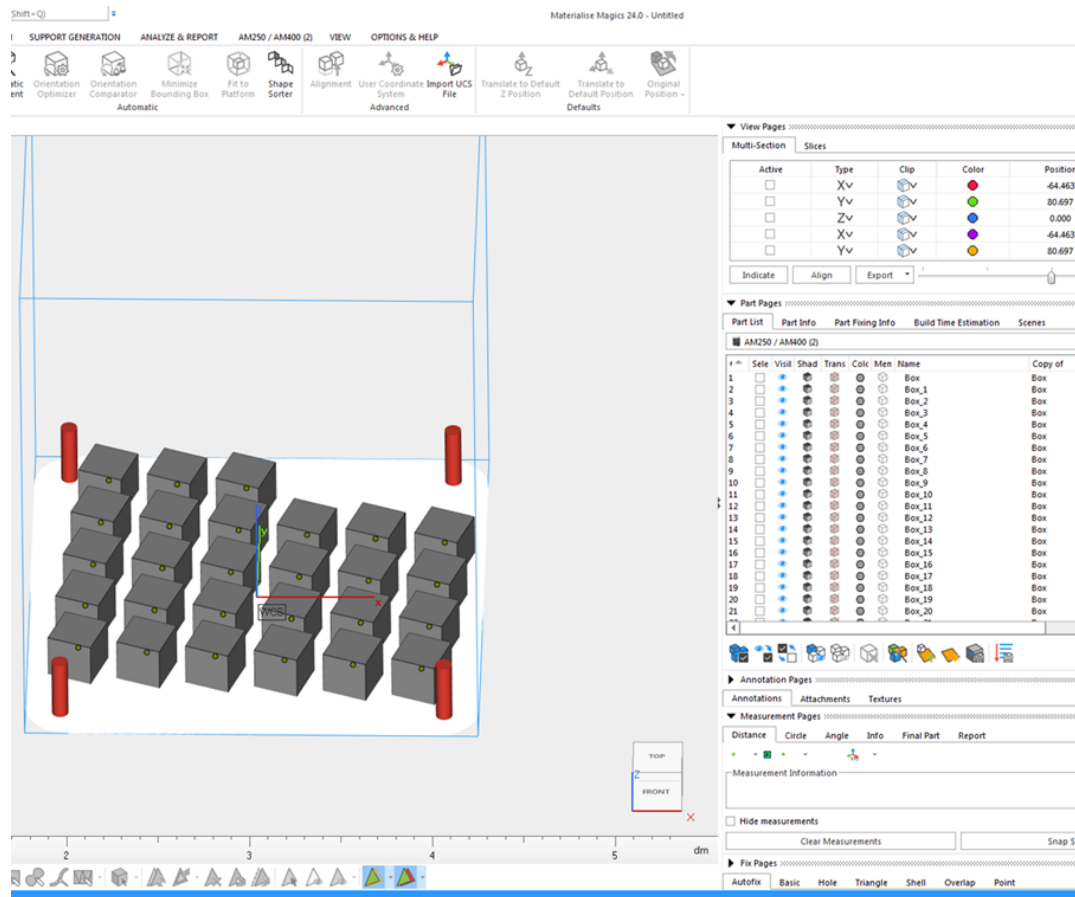 Shift+Q)
Materialise Magics 24.0 - Untitled
SUPPORT GENERATION ANALYZE & REPORT AM250 / AM400 (2) VIEW OPTIONS & HELP
Orientation Optimizer
Orientation Comparator
Minimize Bounding Box
Fit to Platform
Shape Sorter
Alignment
User Coordinate System
Import UCS File
Translate to Default Z Position
Translate to Default Position
Original Position
Automatic Advanced Defaults
View Pages
Multi-Section Slices
Active Type Clip Color Position
X -64.463
Y 80.697
Z 0.000
X -64.463
Y 80.697
Indicate Align Export
Part Pages
Part List Part Info Part Fixing Info Build Time Estimation Scenes
AM250 / AM400 (2)
Sele Visil Shad Trans Colc Men Name Copy of
1 Box Box
2 Box_1 Box
3 Box_2 Box
4 Box_3 Box
5 Box_4 Box
6 Box_5 Box
7 Box_6 Box
8 Box_7 Box
9 Box_8 Box
10 Box_9 Box
11 Box_10 Box
12 Box_11 Box
13 Box_12 Box
14 Box_13 Box
15 Box_14 Box
16 Box_15 Box
17 Box_16 Box
18 Box_17 Box
19 Box_18 Box
20 Box_19 Box
21 Box_20 Box
y
x
WCS
Annotation Pages
Annotations Attachments Textures
Measurement Pages
Distance Circle Angle Info Final Part Report
Measurement Information
Hide measurements
Clear Measurements Snap S
Fix Pages
Autofix Basic Hole Triangle Shell Overlap Point
TOP
Z
FRONT
X
2 3 4 5 dm